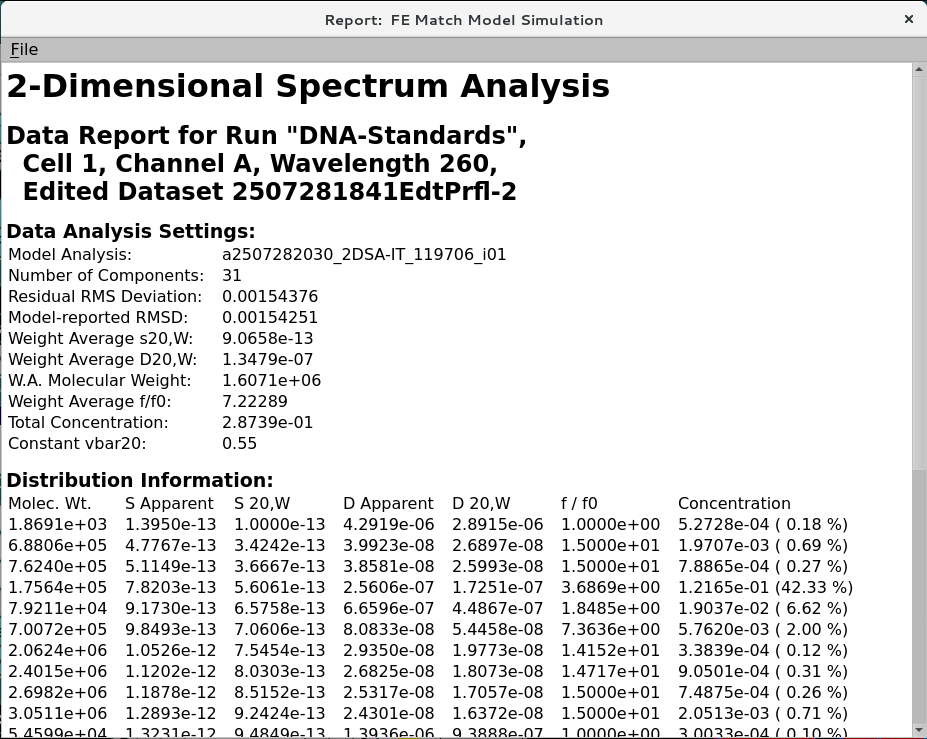 Report: FE Match Model Simulation
×
File
2-Dimensional Spectrum Analysis
Data Report for Run "DNA-Standards",
Cell 1, Channel A, Wavelength 260,
Edited Dataset 2507281841EdtPrfl-2
Data Analysis Settings:
Model Analysis: a2507282030_2DSA-IT_119706_i01
Number of Components: 31
Residual RMS Deviation: 0.00154376
Model-reported RMSD: 0.00154251
Weight Average s20,W: 9.0658e-13
Weight Average D20,W: 1.3479e-07
W.A. Molecular Weight: 1.6071e+06
Weight Average f/f0: 7.22289
Total Concentration: 2.8739e-01
Constant vbar20: 0.55
Distribution Information:
Molec. Wt. S Apparent S 20,W D Apparent D 20,W f / f0 Concentration
1.8691e+03 1.3950e-13 1.0000e-13 4.2919e-06 2.8915e-06 1.0000e+00 5.2728e-04 ( 0.18 %)
6.8806e+05 4.7767e-13 3.4242e-13 3.9923e-08 2.6897e-08 1.5000e+01 1.9707e-03 ( 0.69 %)
7.6240e+05 5.1149e-13 3.6667e-13 3.8581e-08 2.5993e-08 1.5000e+01 7.8865e-04 ( 0.27 %)
1.7564e+05 7.8203e-13 5.6061e-13 2.5606e-07 1.7251e-07 3.6869e+00 1.2165e-01 (42.33 %)
7.9211e+04 9.1730e-13 6.5758e-13 6.6596e-07 4.4867e-07 1.8485e+00 1.9037e-02 ( 6.62 %)
7.0072e+05 9.8493e-13 7.0606e-13 8.0833e-08 5.4458e-08 7.3636e+00 5.7620e-03 ( 2.00 %)
2.0624e+06 1.0526e-12 7.5454e-13 2.9350e-08 1.9773e-08 1.4152e+01 3.3839e-04 ( 0.12 %)
2.4015e+06 1.1202e-12 8.0303e-13 2.6825e-08 1.8073e-08 1.4717e+01 9.0501e-04 ( 0.31 %)
2.6982e+06 1.1878e-12 8.5152e-13 2.5317e-08 1.7057e-08 1.5000e+01 7.4875e-04 ( 0.26 %)
3.0511e+06 1.2893e-12 9.2424e-13 2.4301e-08 1.6372e-08 1.5000e+01 2.0513e-03 ( 0.71 %)
5.4599e+04 1.3231e-12 9.4849e-13 1.3936e-06 9.3888e-07 1.0000e+00 3.0033e-04 ( 0.10 %)